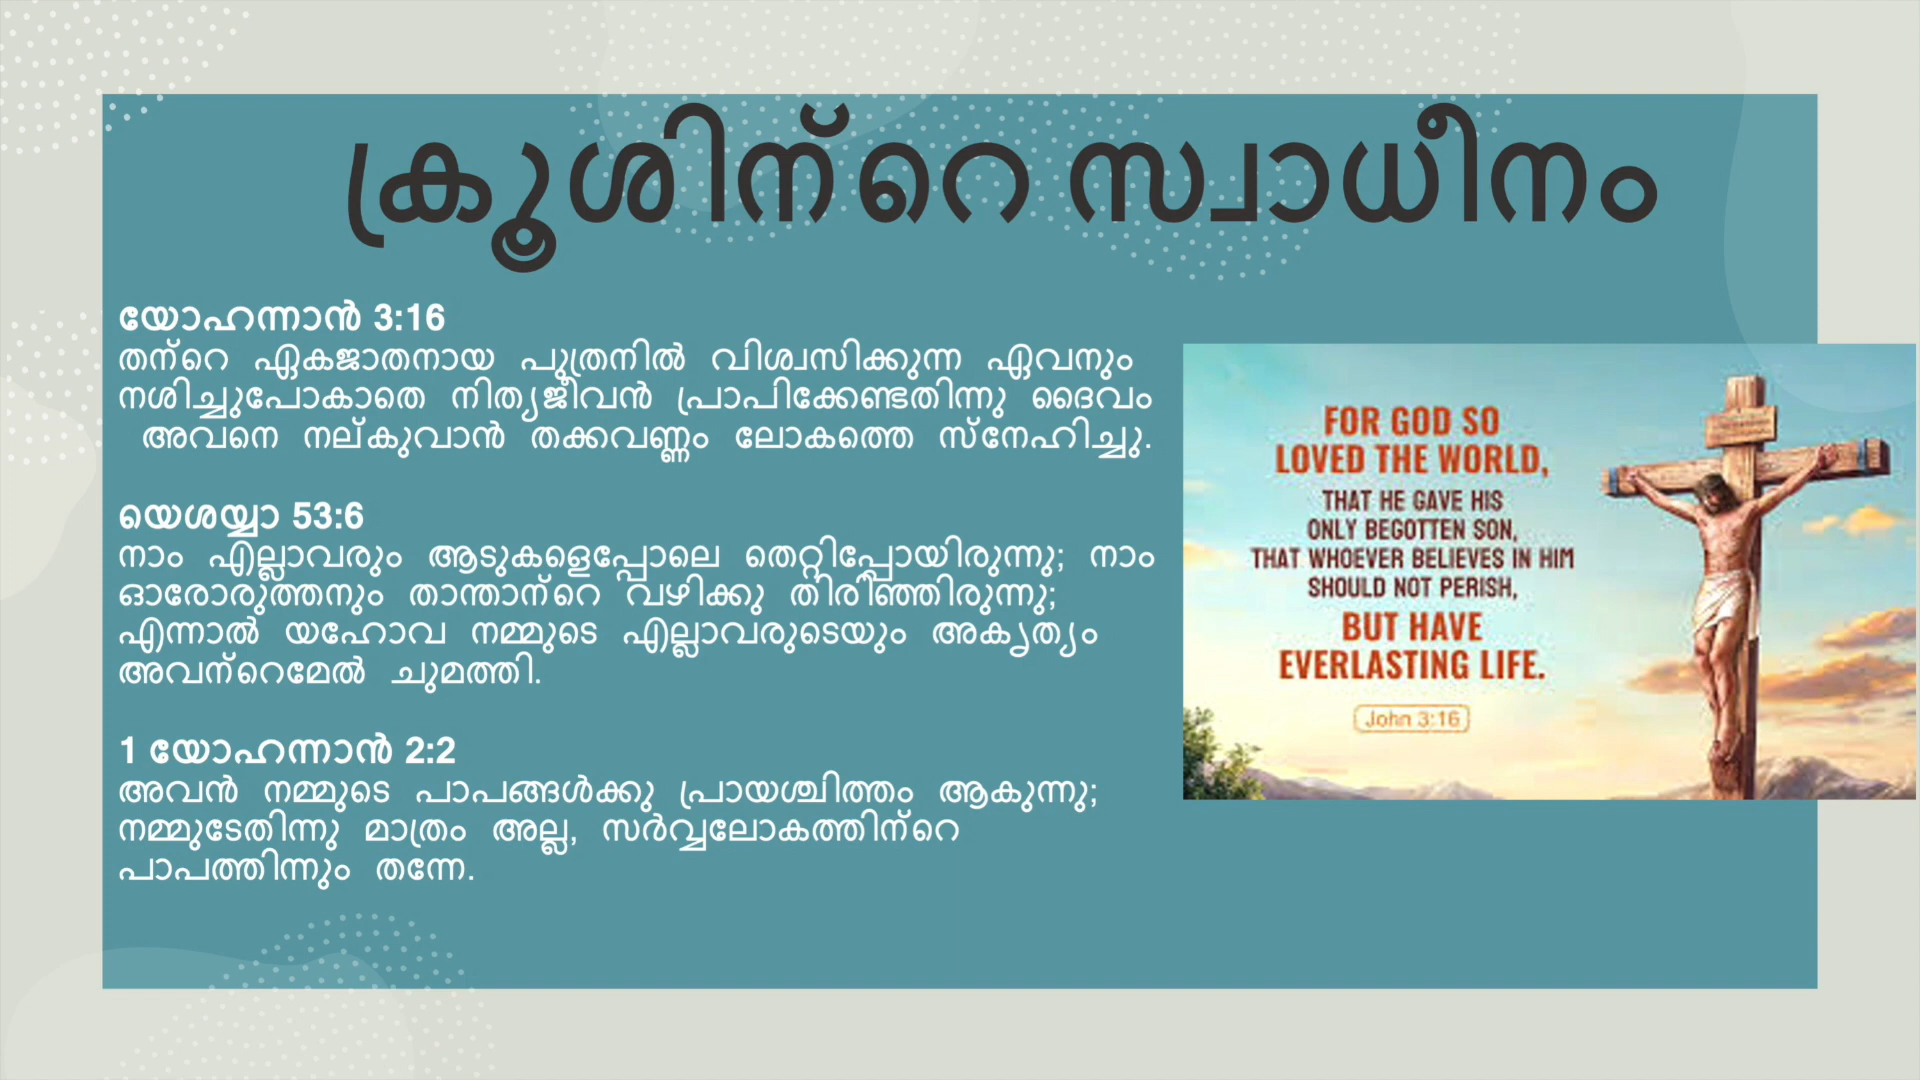 ക്രൂശിന്റെ സ്വാധീനം
യോഹന്നാൻ 3:16
തന്റെ ഏകജാതനായ പുത്രനിൽ വിശ്വസിക്കുന്ന ഏവനും
നശിച്ചുപോകാതെ നിത്യജീവൻ പ്രാപിക്കേണ്ടതിന്നു ദൈവം
അവനെ നല്കുവാൻ തക്കവണ്ണം ലോകത്തെ സ്നേഹിച്ചു.
യെശയ്യാ 53:6
നാം എല്ലാവരും ആടുകളെപ്പോലെ തെറ്റിപ്പോയിരുന്നു; നാം
ഓരോരുത്തനും താന്താന്റെ വഴിക്കു തിരിഞ്ഞിരുന്നു;
എന്നാൽ യഹോവ നമ്മുടെ എല്ലാവരുടെയും അകൃത്യം
അവന്റെമേൽ ചുമത്തി.
1 യോഹന്നാൻ 2:2
അവൻ നമ്മുടെ പാപങ്ങൾക്കു പ്രായശ്ചിത്തം ആകുന്നു;
നമ്മുടേതിന്നു മാത്രം അല്ല, സർവ്വലോകത്തിന്റെ
പാപത്തിന്നും തന്നേ.
FOR GOD SO
LOVED THE WORLD,
THAT HE GAVE HIS
ONLY BEGOTTEN SON,
THAT WHOEVER BELIEVES IN HIM
SHOULD NOT PERISH,
BUT HAVE
EVERLASTING LIFE.
John 3:16